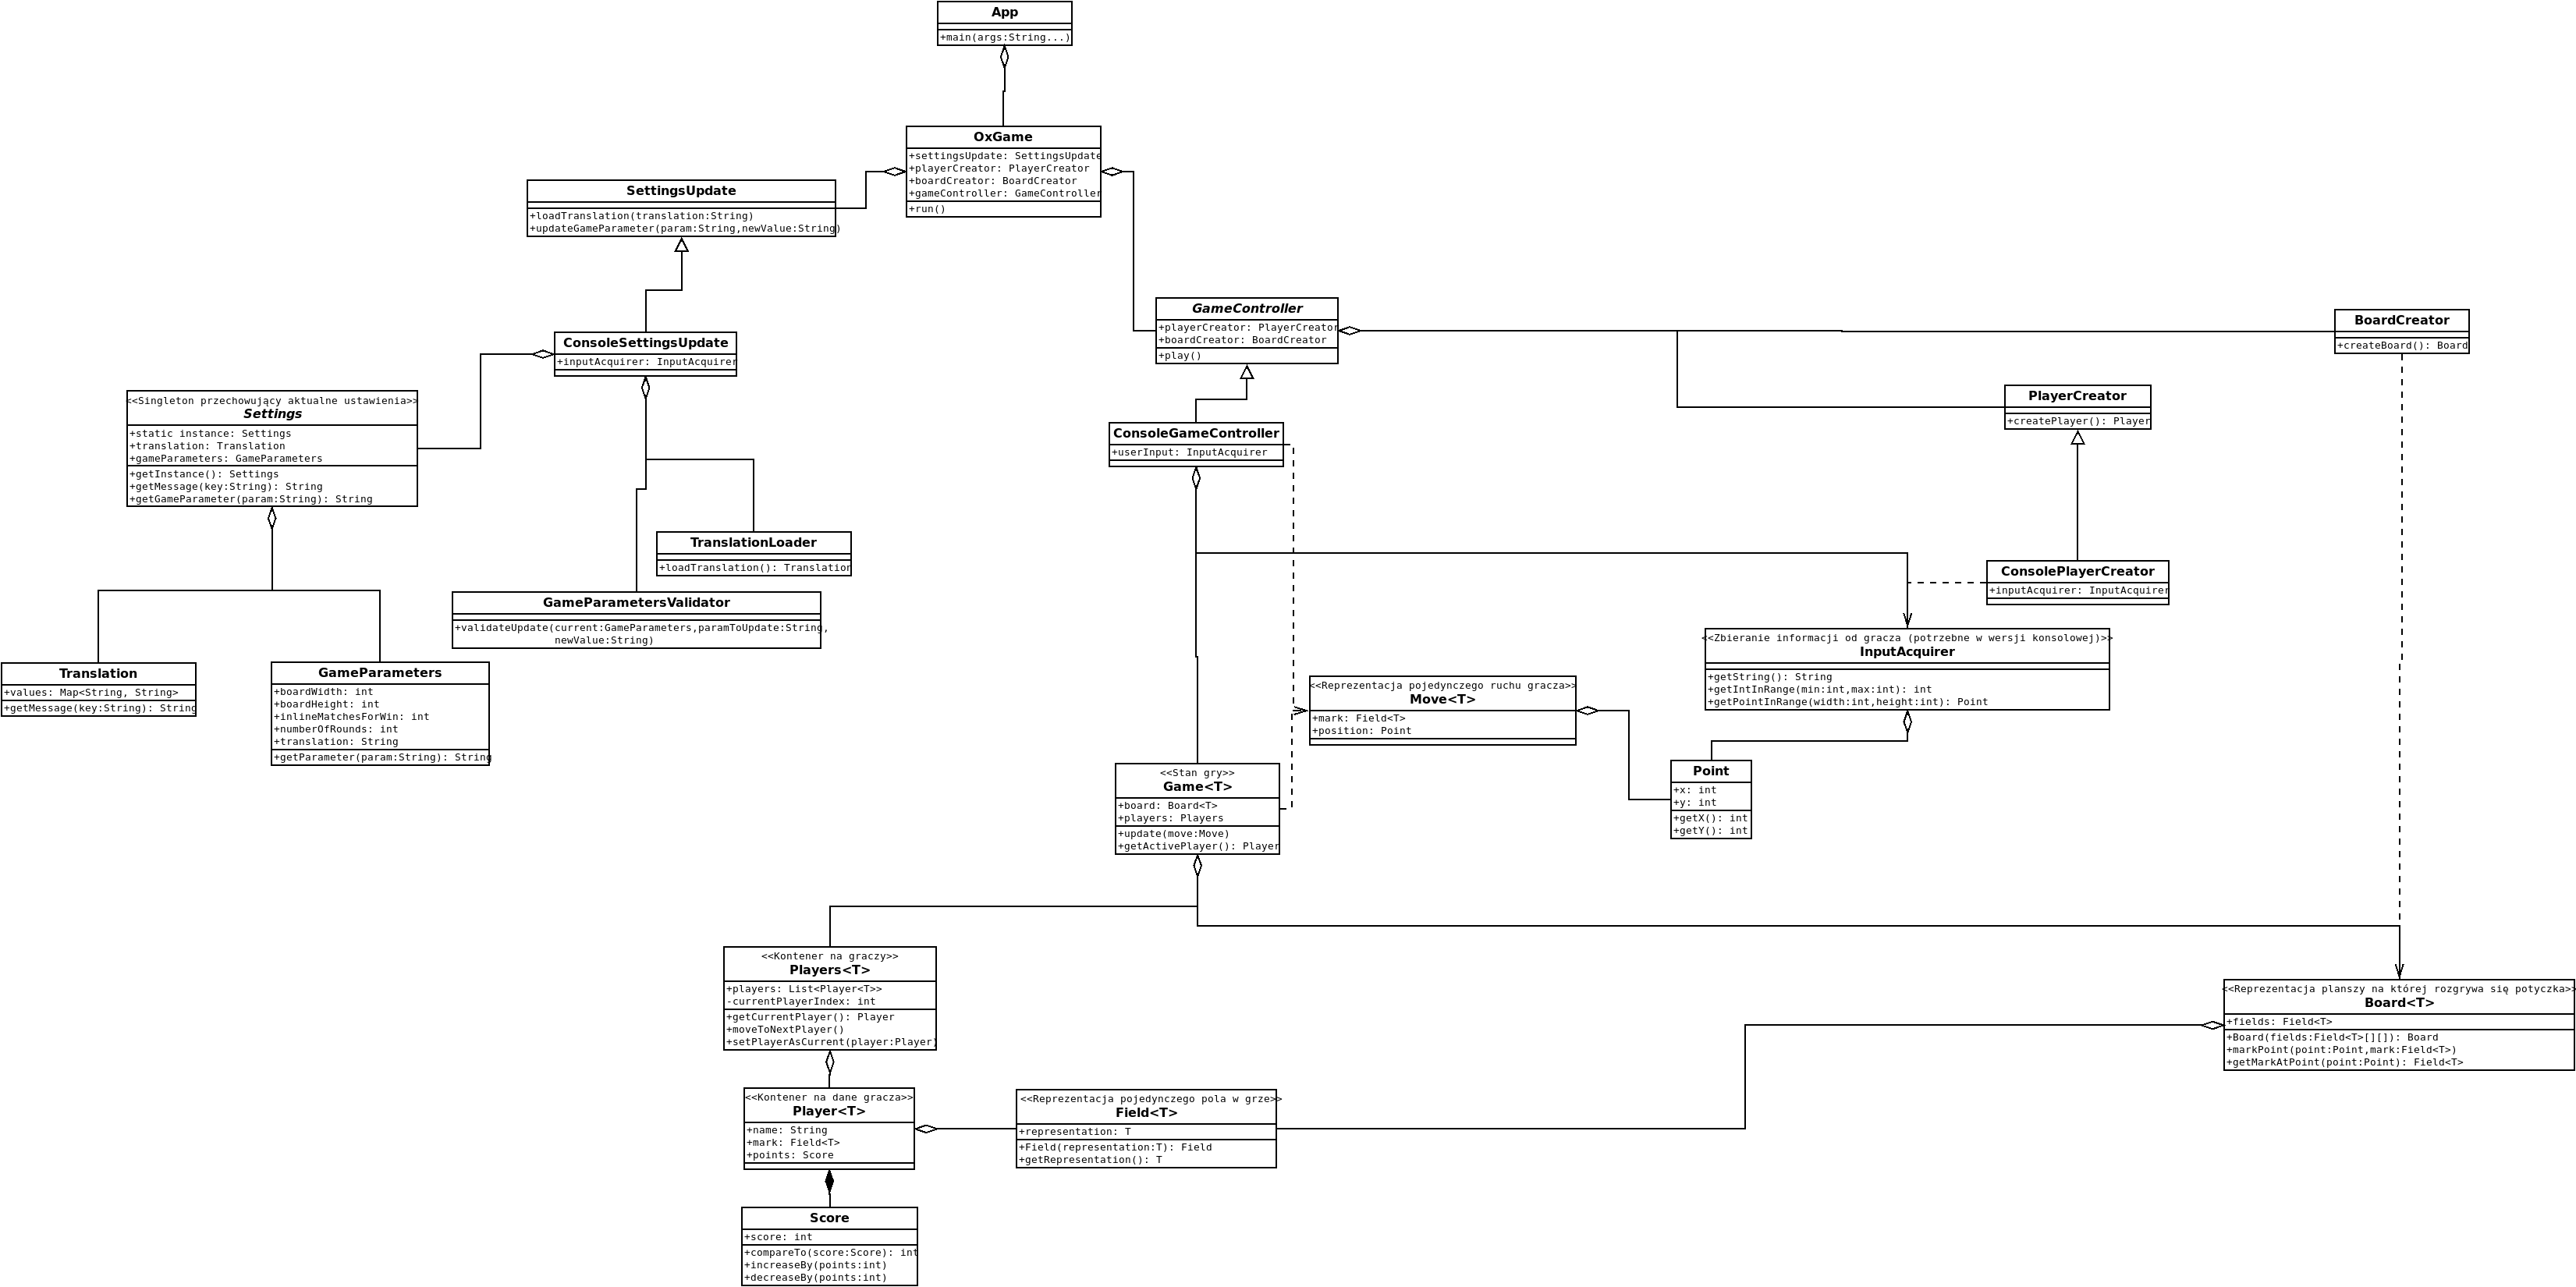 App
+main(args:String...)
OxGame
+settingsUpdate: SettingsUpdate
+playerCreator: PlayerCreator
+boardCreator: BoardCreator
+gameController: GameController
+run()
SettingsUpdate
+loadTranslation(translation:String)
+updateGameParameter(param:String,newValue:String)
GameController
+playerCreator: PlayerCreator
+boardCreator: BoardCreator
+play()
BoardCreator
+createBoard(): Board
ConsoleSettingsUpdate
+inputAcquirer: InputAcquirer
PlayerCreator
+createPlayer(): Player
<<Singleton przechowujący aktualne ustawienia>>
Settings
+static instance: Settings
+translation: Translation
+gameParameters: GameParameters
+getInstance(): Settings
+getMessage(key:String): String
+getGameParameter(param:String): String
ConsoleGameController
+userInput: InputAcquirer
TranslationLoader
+loadTranslation(): Translation
ConsolePlayerCreator
+inputAcquirer: InputAcquirer
GameParametersValidator
+validateUpdate(current:GameParameters,paramToUpdate:String,
newValue:String)
<<Zbieranie informacji od gracza (potrzebne w wersji konsolowej)>>
InputAcquirer
+getString(): String
+getIntInRange(min:int,max:int): int
+getPointInRange(width:int,height:int): Point
Translation
+values: Map<String, String>
+getMessage(key:String): String
GameParameters
+boardWidth: int
+boardHeight: int
+inlineMatchesForWin: int
+numberOfRounds: int
+translation: String
+getParameter(param:String): String
<<Reprezentacja pojedynczego ruchu gracza>>
Move<T>
+mark: Field<T>
+position: Point
<<Stan gry>>
Game<T>
+board: Board<T>
+players: Players
+update(move:Move)
+getActivePlayer(): Player
Point
+x: int
+y: int
+getX(): int
+getY(): int
<<Kontener na graczy>>
Players<T>
+players: List<Player<T>>
-currentPlayerIndex: int
+getCurrentPlayer(): Player
+moveToNextPlayer()
+setPlayerAsCurrent(player:Player)
<<Reprezentacja planszy na której rozgrywa się potyczka>>
Board<T>
+fields: Field<T>
+Board(fields:Field<T>[][]): Board
+markPoint(point:Point,mark:Field<T>)
+getMarkAtPoint(point:Point): Field<T>
<<Kontener na dane gracza>>
Player<T>
+name: String
+mark: Field<T>
+points: Score
<<Reprezentacja pojedynczego pola w grze>>
Field<T>
+representation: T
+Field(representation:T): Field
+getRepresentation(): T
Score
+score: int
+compareTo(score:Score): int
+increaseBy(points:int)
+decreaseBy(points:int)